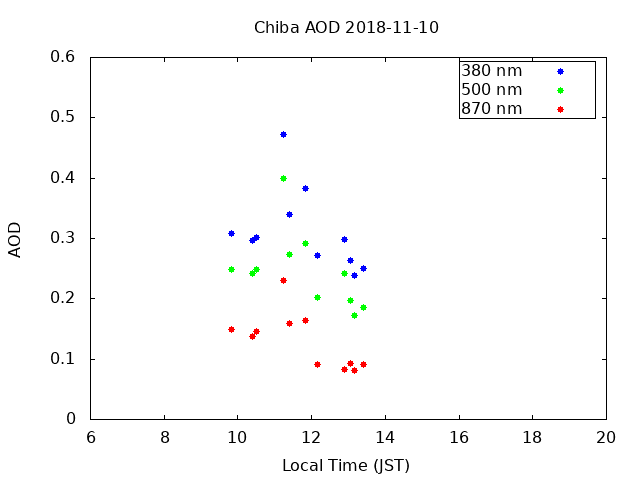 Chiba AOD 2018-11-10
0.6
380 nm
500 nm
870 nm
0.5
0.4
0.3
0.2
0.1
0
AOD
6 8 10 12 14 16 18 20
Local Time (JST)